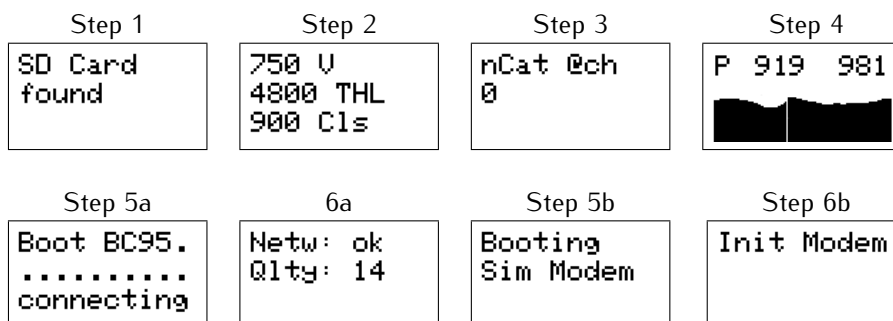 Step 1
SD Card
found
Step 2
750 V
4800 THL
900 Cls
Step 3
nCat @ch
0
Step 4
P 919 981
Step 5a
Boot BC95.
..........
connecting
6a
Netw: ok
Qlty: 14
Step 5b
Booting
Sim Modem
Step 6b
Init Modem